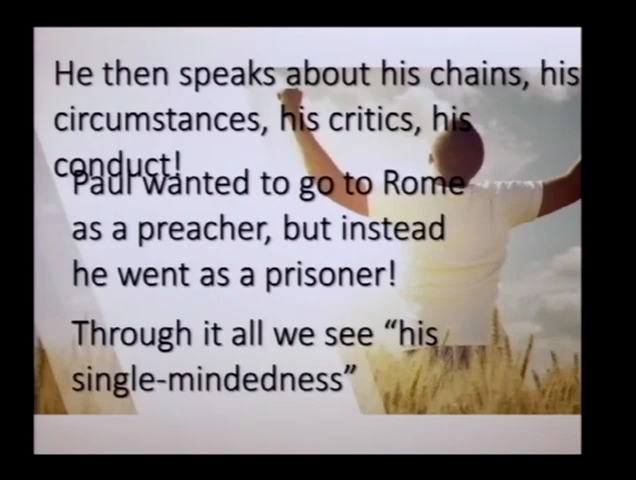 He then speaks about his chains, his
circumstances, his critics, his
conduct!
Paul wanted to go to Rome
as a preacher, but instead
he went as a prisoner!
Through it all we see “his
single-mindedness”